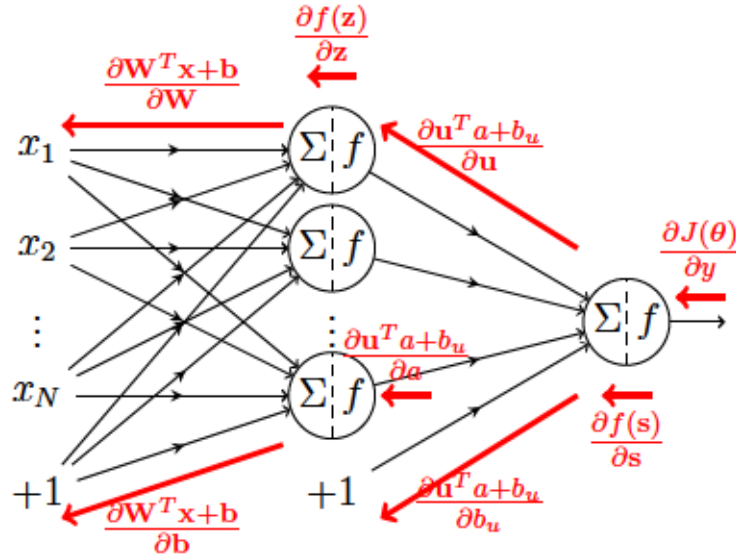 ∂f(z)/∂z
∂W^T x+b/∂W
x_1
Σ f
∂u^T a+b_u/∂u
x_2
Σ f
∂J(θ)/∂y
Σ f
⋮
⋮
∂u^T a+b_u/∂a
x_N
Σ f
∂f(s)/∂s
+1
+1
∂W^T x+b/∂b
∂u^T a+b_u/∂b_u